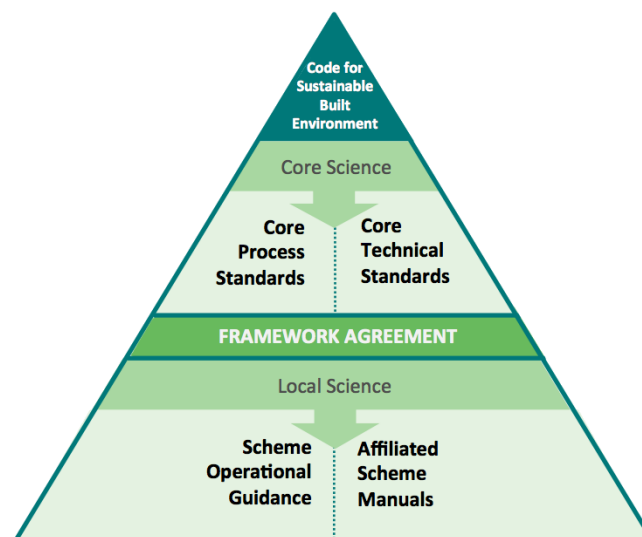 Code for
Sustainable
Built
Environment
Core Science
Core
Process
Standards
Core
Technical
Standards
FRAMEWORK AGREEMENT
Local Science
Scheme
Operational
Guidance
Affiliated
Scheme
Manuals